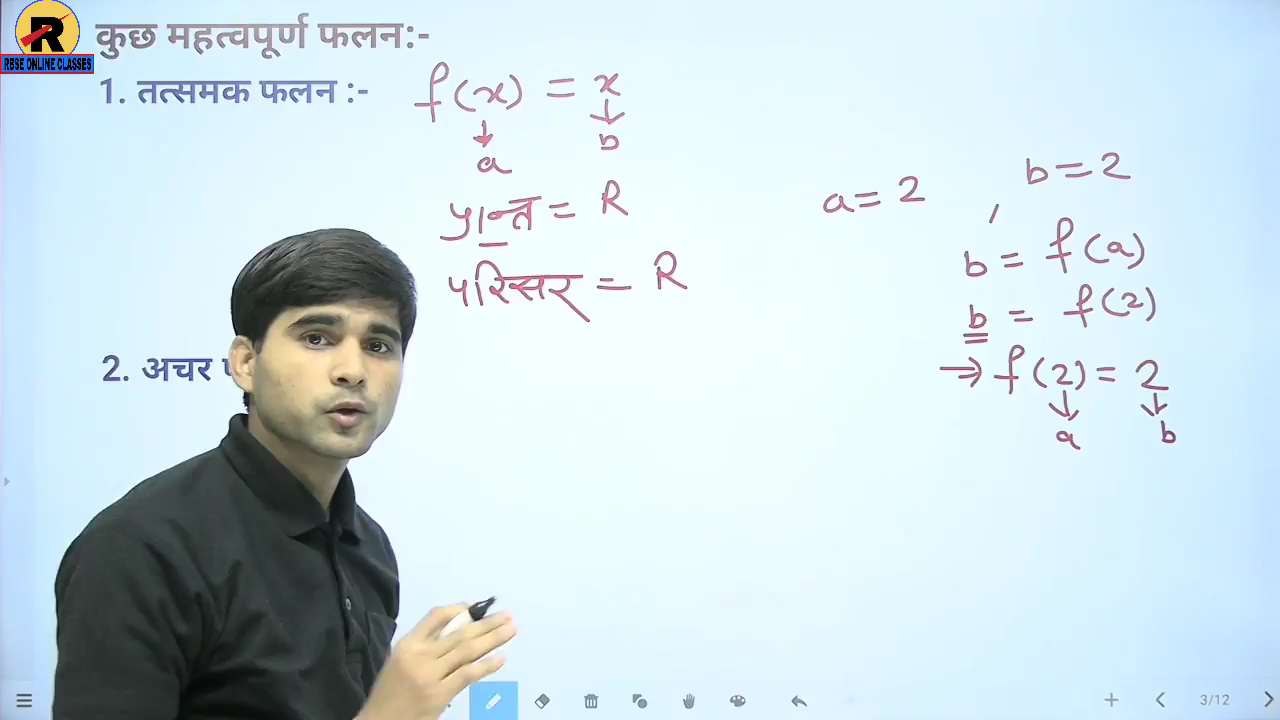 R
RBSE ONLINE CLASSES
कुछ महत्वपूर्ण फलन:-
1. तत्समक फलन :- f(x) = x
↓ ↓
a b
प्रान्त = R
परिसर = R
a = 2 , b = 2
b = f(a)
b = f(2)
→ f(2) = 2
↓ ↓
a b
2. अचर
3/12